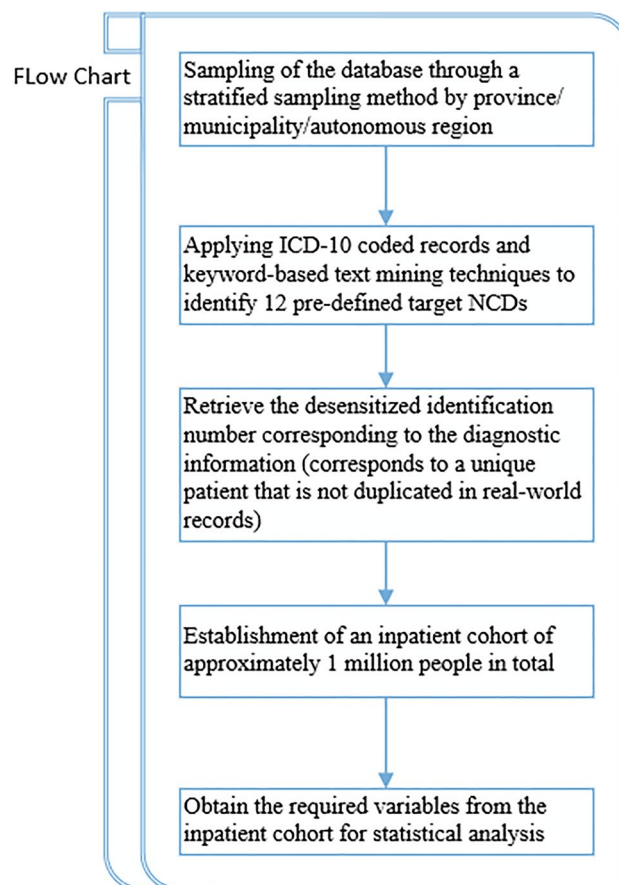 FLow Chart
Sampling of the database through a
stratified sampling method by province/
municipality/autonomous region
Applying ICD-10 coded records and
keyword-based text mining techniques to
identify 12 pre-defined target NCDs
Retrieve the desensitized identification
number corresponding to the diagnostic
information (corresponds to a unique
patient that is not duplicated in real-world
records)
Establishment of an inpatient cohort of
approximately 1 million people in total
Obtain the required variables from the
inpatient cohort for statistical analysis